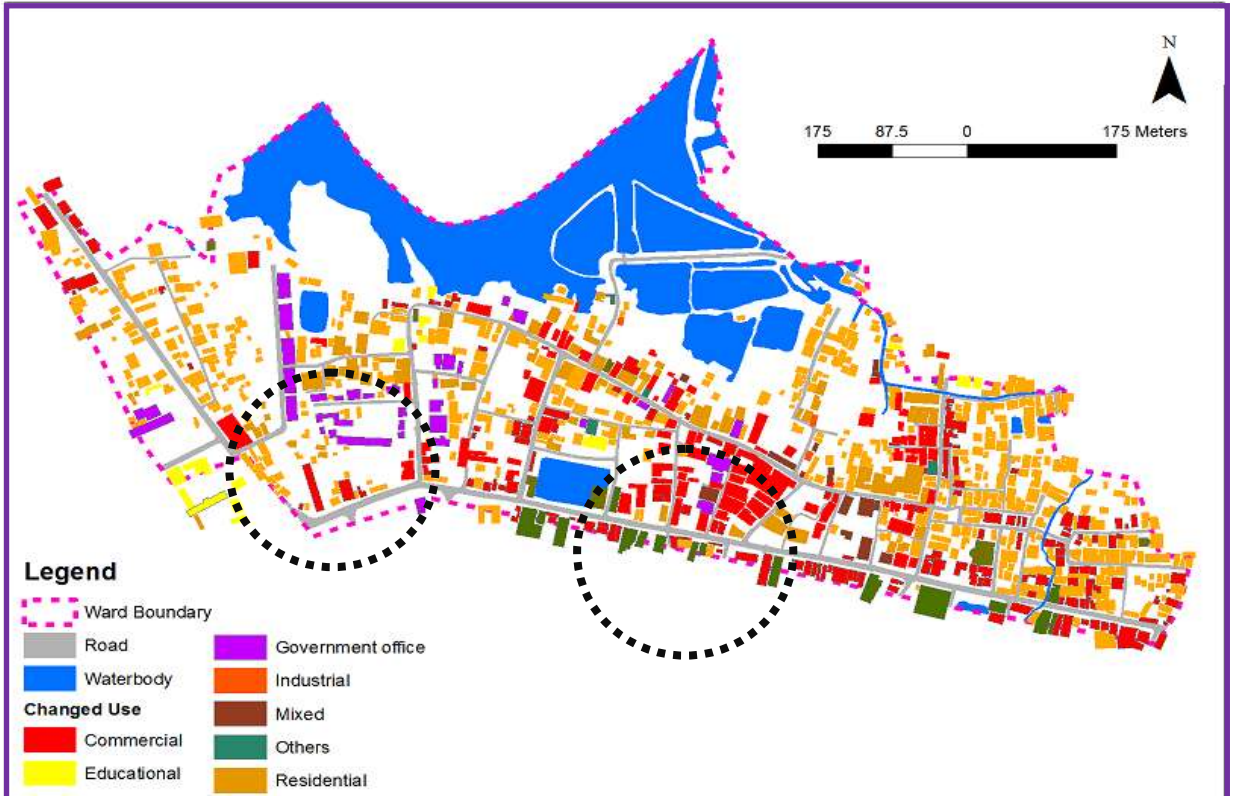 N
175 87.5 0 175 Meters
Legend
Ward Boundary
Road
Waterbody
Changed Use
Commercial
Educational
Government office
Industrial
Mixed
Others
Residential